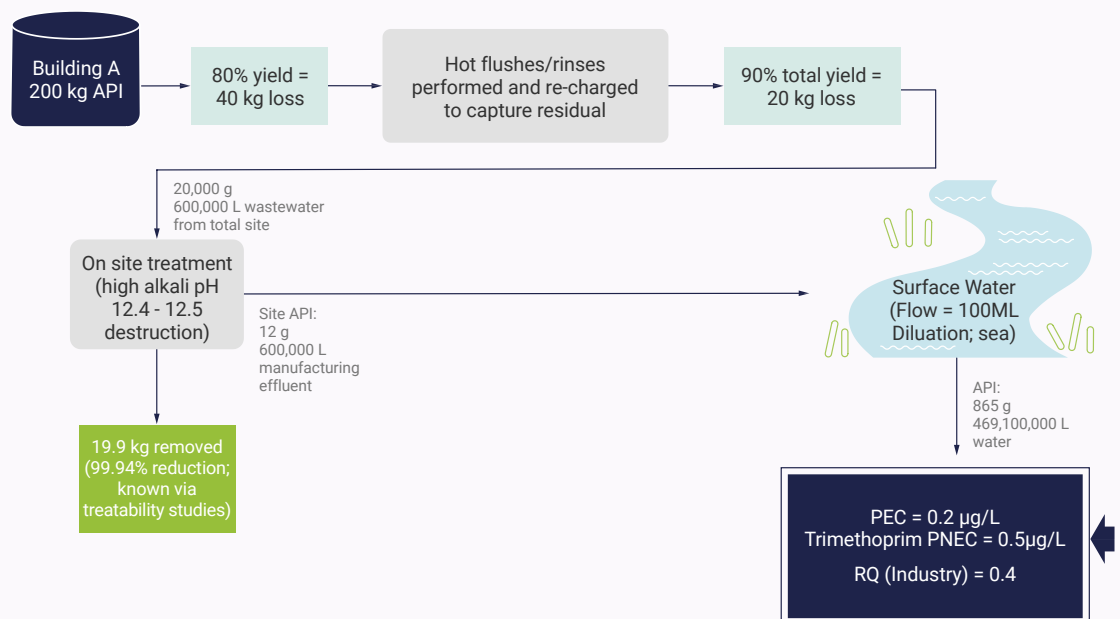 Building A
200 kg API
80% yield =
40 kg loss
Hot flushes/rinses
performed and re-charged
to capture residual
90% total yield =
20 kg loss
20,000 g
600,000 L wastewater
from total site
On site treatment
(high alkali pH
12.4 - 12.5
destruction)
Site API:
12 g
600,000 L
manufacturing
effluent
Surface Water
(Flow = 100ML
Diluation; sea)
API:
865 g
469,100,000 L
water
19.9 kg removed
(99.94% reduction;
known via
treatability studies)
PEC = 0.2 µg/L
Trimethoprim PNEC = 0.5µg/L
RQ (Industry) = 0.4